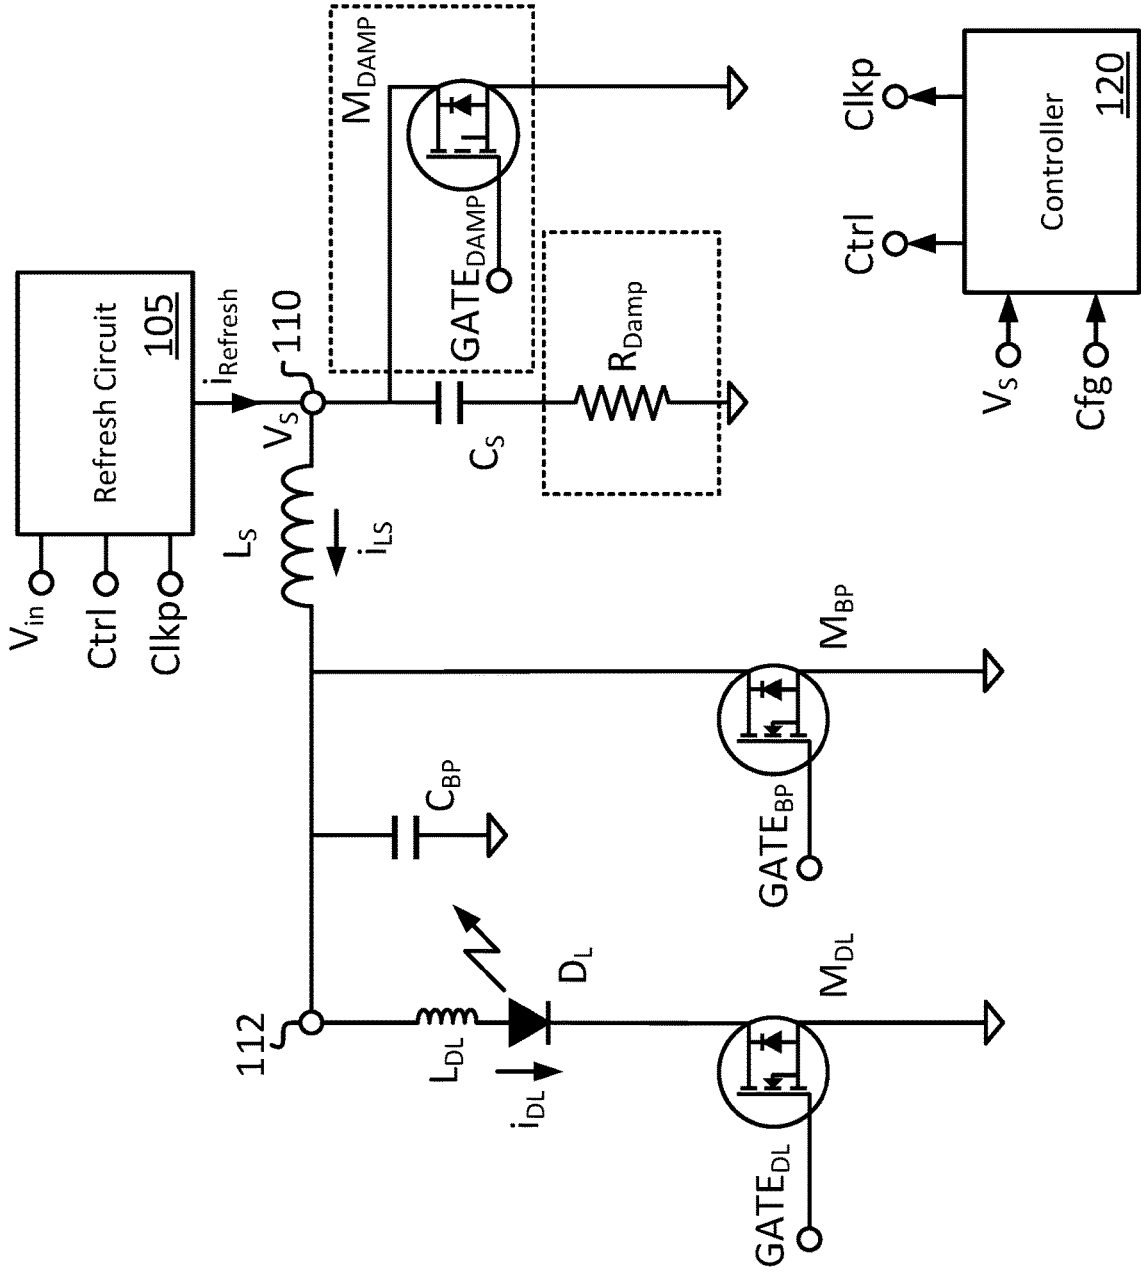 Refresh Circuit
105
V_in
Ctrl
Clkp
i_Refresh
110
V_S
L_S
i_LS
C_S
R_Damp
M_DAMP
GATE_DAMP
M_BP
GATE_BP
C_BP
112
L_DL
D_L
i_DL
M_DL
GATE_DL
Controller
120
V_S
Cfg
Ctrl
Clkp